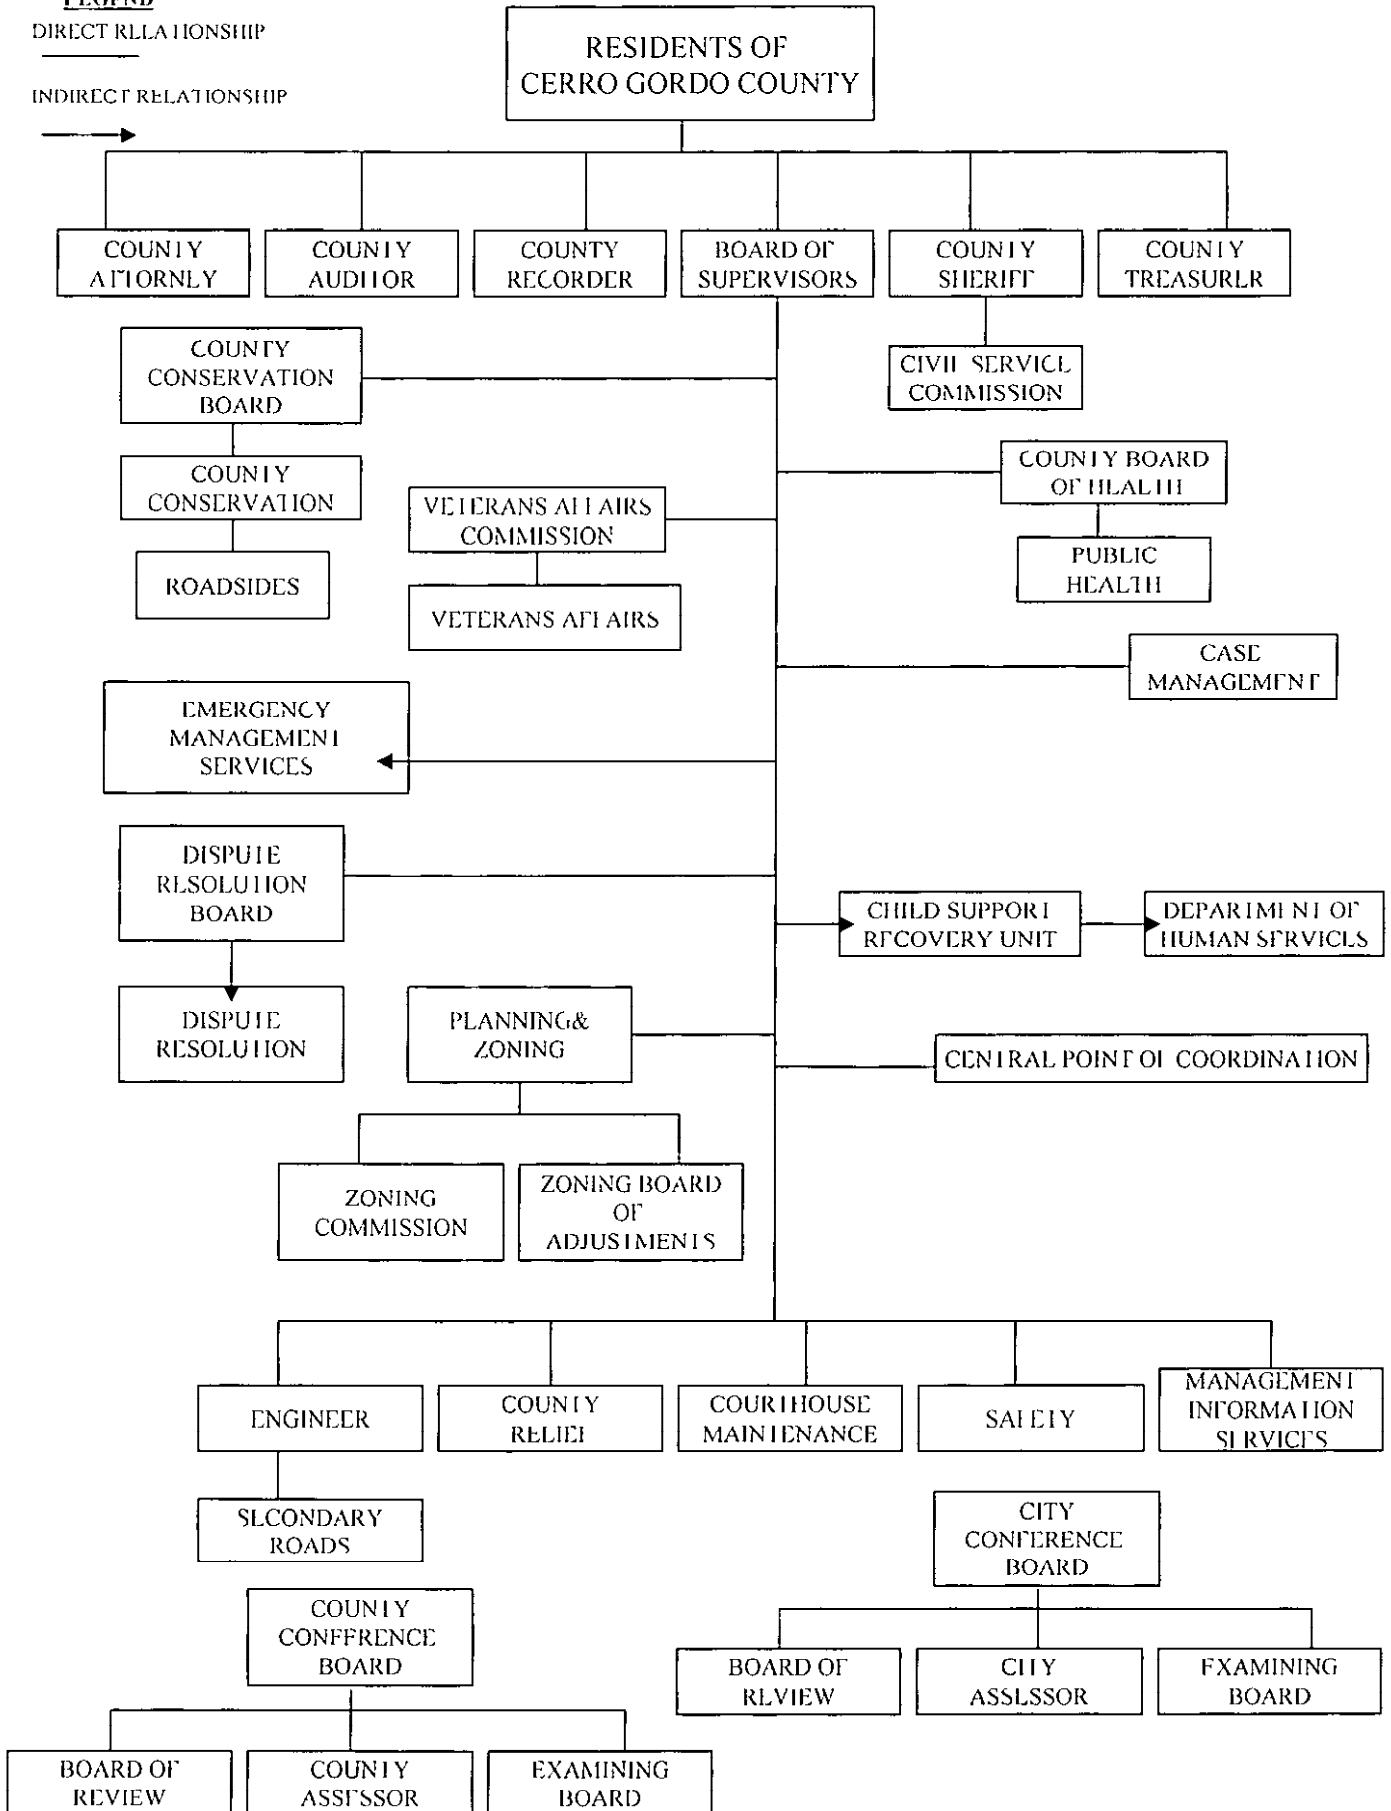 LEGEND
DIRECT RELATIONSHIP
INDIRECT RELATIONSHIP
RESIDENTS OF
CERRO GORDO COUNTY
COUNTY
ATTORNEY
COUNTY
AUDITOR
COUNTY
RECORDER
BOARD OF
SUPERVISORS
COUNTY
SHERIFF
COUNTY
TREASURER
COUNTY
CONSERVATION
BOARD
CIVIL SERVICE
COMMISSION
COUNTY
CONSERVATION
COUNTY BOARD
OF HEALTH
VETERANS AFFAIRS
COMMISSION
ROADSIDES
PUBLIC
HEALTH
VETERANS AFFAIRS
CASE
MANAGEMENT
EMERGENCY
MANAGEMENT
SERVICES
DISPUTE
RESOLUTION
BOARD
CHILD SUPPORT
RECOVERY UNIT
DEPARTMENT OF
HUMAN SERVICES
DISPUTE
RESOLUTION
PLANNING&
ZONING
CENTRAL POINT OF COORDINATION
ZONING
COMMISSION
ZONING BOARD
OF
ADJUSTMENTS
ENGINEER
COUNTY
RELIEF
COURTHOUSE
MAINTENANCE
SAFETY
MANAGEMENT
INFORMATION
SERVICES
SECONDARY
ROADS
CITY
CONFERENCE
BOARD
COUNTY
CONFERENCE
BOARD
BOARD OF
REVIEW
CITY
ASSESSOR
EXAMINING
BOARD
BOARD OF
REVIEW
COUNTY
ASSESSOR
EXAMINING
BOARD